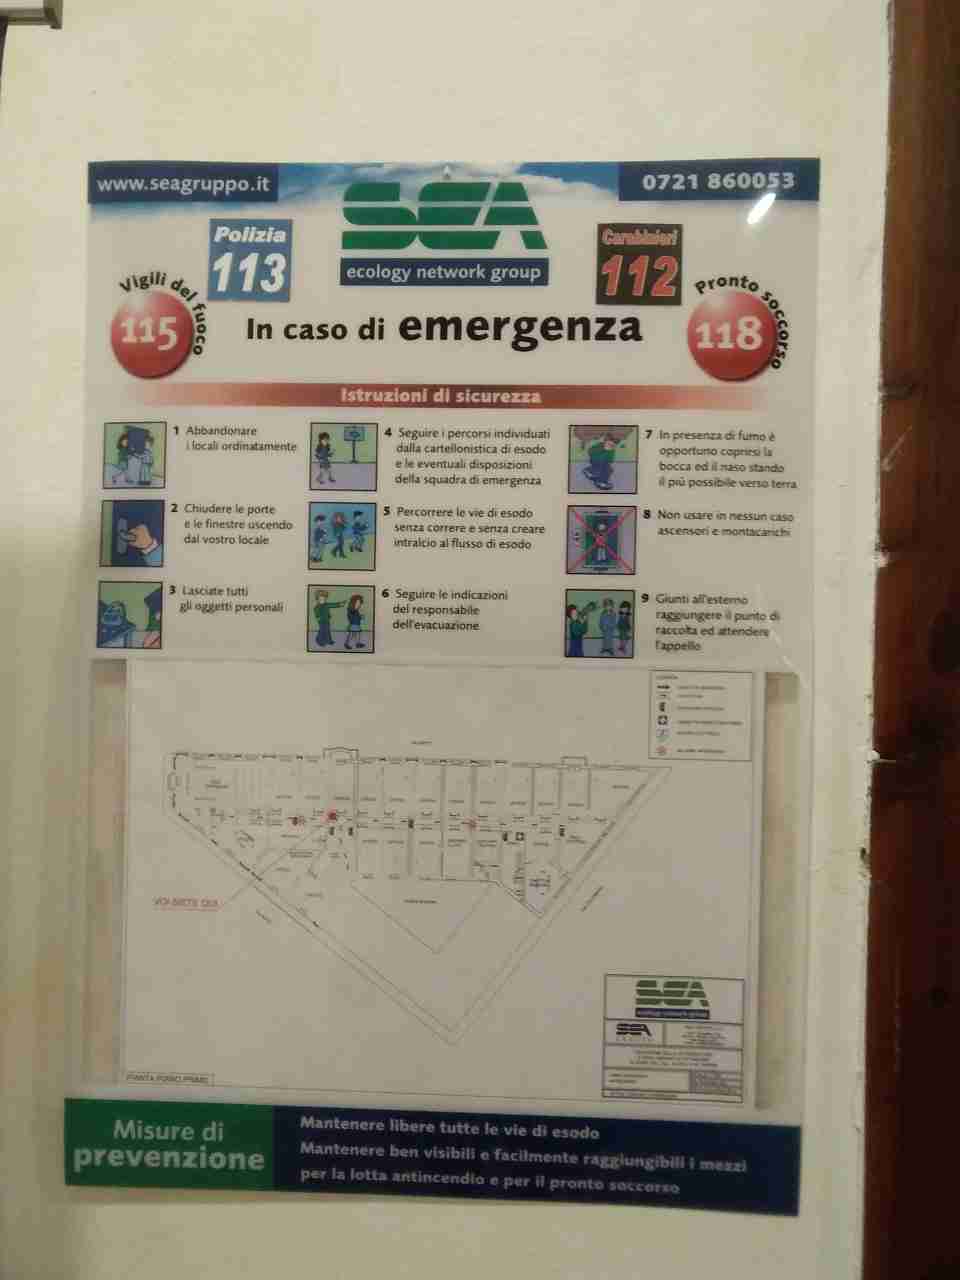 www.seagruppo.it
0721 860053
SEA
ecology network group
Polizia
113
Carabinieri
112
Vigili del fuoco
115
Pronto soccorso
118
In caso di emergenza
Istruzioni di sicurezza
1 Abbandonare
i locali ordinatamente
2 Chiudere le porte
e le finestre uscendo
dal vostro locale
3 Lasciate tutti
gli oggetti personali
4 Seguire i percorsi individuati
dalla cartellonistica di esodo
e le eventuali disposizioni
della squadra di emergenza
5 Percorrere le vie di esodo
senza correre e senza creare
intralcio al flusso di esodo
6 Seguire le indicazioni
del responsabile
dell'evacuazione
7 In presenza di fumo è
opportuno coprirsi la
bocca ed il naso stando
il più possibile verso terra
8 Non usare in nessun caso
ascensori e montacarichi
9 Giunti all'esterno
raggiungere il punto di
raccolta ed attendere
l'appello
VOI SIETE QUI
SEA
ecology network group
SEA
PIANTA PIANO PRIMO
Misure di
prevenzione
Mantenere libere tutte le vie di esodo
Mantenere ben visibili e facilmente raggiungibili i mezzi
per la lotta antincendio e per il pronto soccorso